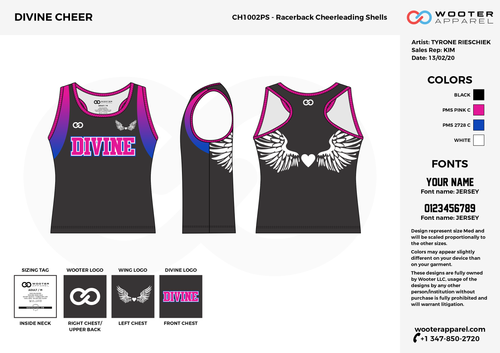 DIVINE CHEER
CH1002PS - Racerback Cheerleading Shells
WOOTER
APPAREL
Artist: TYRONE RIESCHIEK
Sales Rep: KIM
Date: 13/02/20
COLORS
BLACK
PMS PINK C
PMS 2728 C
WHITE
FONTS
YOUR NAME
Font name: JERSEY
0123456789
Font name: JERSEY
Design represent size Med and
will be scaled proportionally to
the other sizes.
Colors may appear slightly
different on your device than
on your garment.
These designs are fully owned
by Wooter LLC, usage of the
designs by any other
person/institution without
purchase is fully prohibited and
will warrant litigation.
wooterapparel.com
+1 347-850-2720
DIVINE
SIZING TAG
WOOTER LOGO
WING LOGO
DIVINE LOGO
DIVINE
INSIDE NECK
RIGHT CHEST/
UPPER BACK
LEFT CHEST
FRONT CHEST